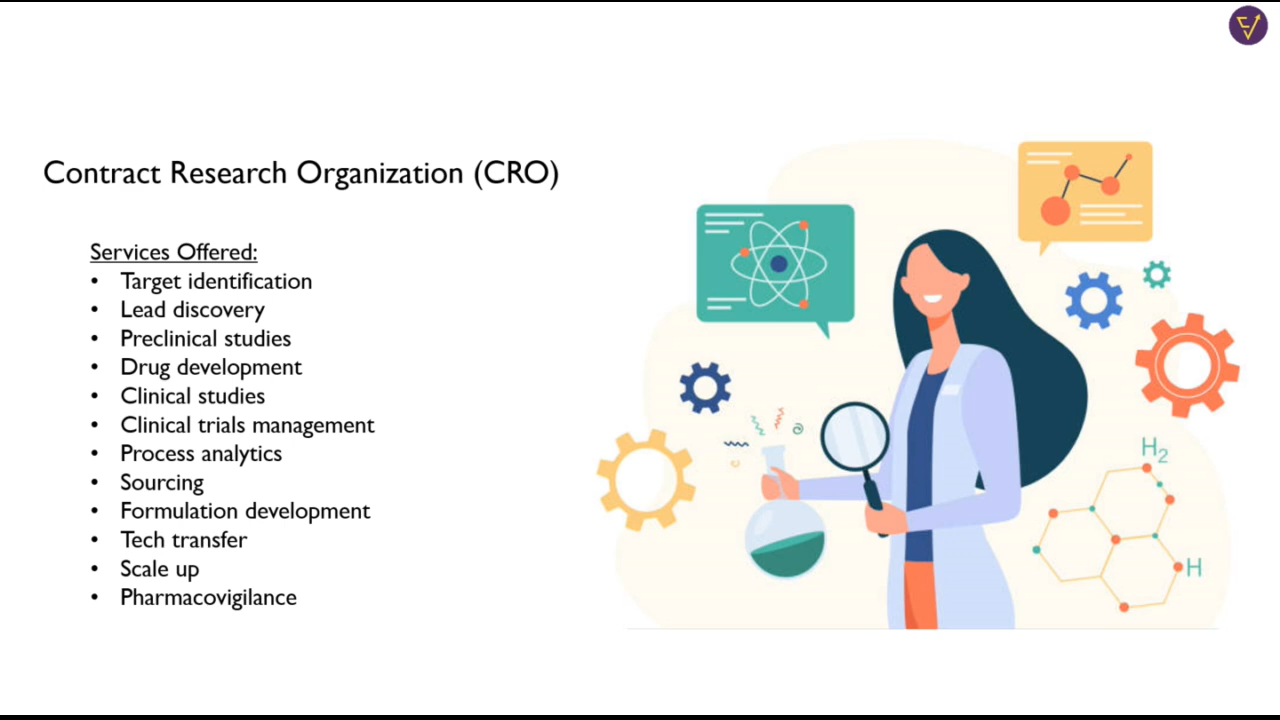 Contract Research Organization (CRO)
Services Offered:
• Target identification
• Lead discovery
• Preclinical studies
• Drug development
• Clinical studies
• Clinical trials management
• Process analytics
• Sourcing
• Formulation development
• Tech transfer
• Scale up
• Pharmacovigilance
H2
H